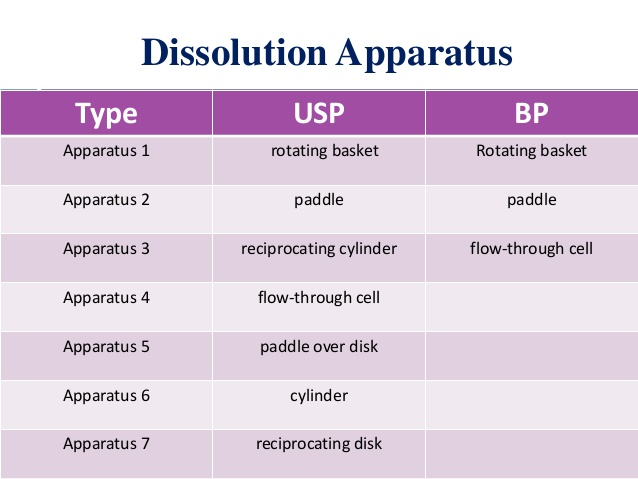 Dissolution Apparatus
Type USP BP
Apparatus 1 rotating basket Rotating basket
Apparatus 2 paddle paddle
Apparatus 3 reciprocating cylinder flow-through cell
Apparatus 4 flow-through cell
Apparatus 5 paddle over disk
Apparatus 6 cylinder
Apparatus 7 reciprocating disk